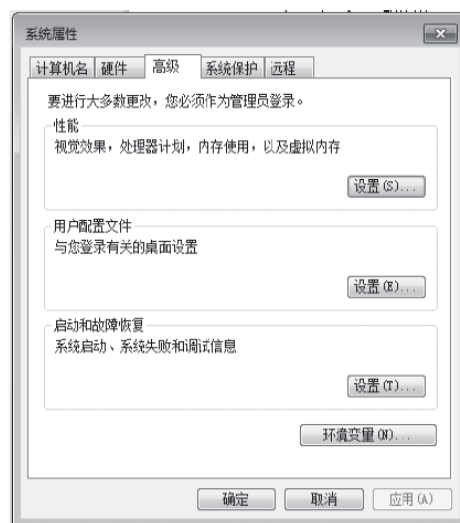 系统属性
计算机名 硬件 高级 系统保护 远程
要进行大多数更改，您必须作为管理员登录。
性能
视觉效果，处理器计划，内存使用，以及虚拟内存
设置(S)...
用户配置文件
与您登录有关的桌面设置
设置(E)...
启动和故障恢复
系统启动、系统失败和调试信息
设置(T)...
环境变量(N)...
确定 取消 应用(A)